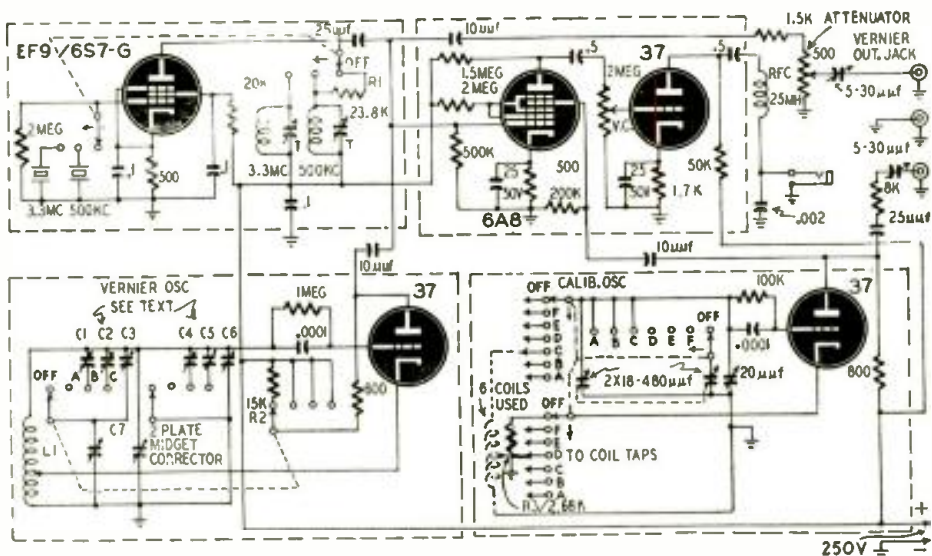 EF9/6S7-G
2MEG
3.3MC 500KC
.1
500
.1
20K
3.3MC 500KC
T
.1
25µµf
OFF
R1
23.8K
10µµf
1.5MEG
2MEG
500K
25
50V
6A8
500
200K
.5
2MEG
V.C.
37
25
50V
1.7K
.5
50K
RFC
25MH
.002
1.5K ATTENUATOR
500
VERNIER
OUT. JACK
5-30µµf
5-30µµf
8K
25µµf
10µµf
10µµf
VERNIER OSC
SEE TEXT
C1 C2 C3
C4 C5 C6
OFF
A B C
L1
C7
PLATE
MIDGET
CORRECTOR
1MEG
.0001
37
15K
R2
800
OFF CALIB.OSC
F
E
D
C
B
A
A B C D E F
OFF
100K
.0001
37
2X18-480µµf
20µµf
800
6 COILS
USED
OFF
F
E
D
C
B
A
TO COIL TAPS
R3/2.66K
+
250V
-